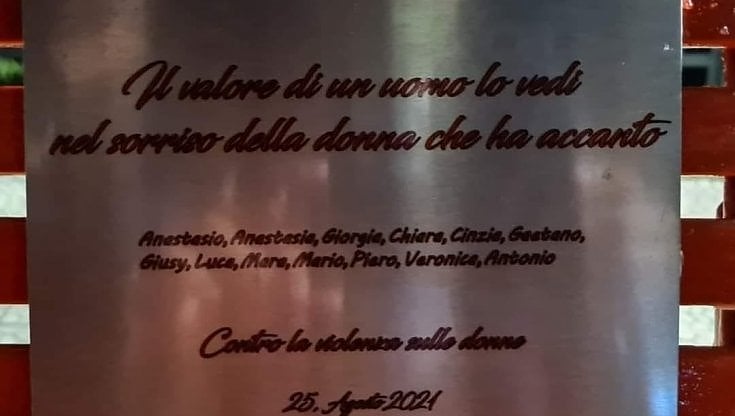 Il valore di un uomo lo vedi
nel sorriso della donna che ha accanto
Anastasio, Anastasia, Giorgia, Chiara, Cinzia, Gaetano,
Giusy, Luca, Mara, Mario, Piero, Veronica, Antonio
Contro la violenza sulle donne
25, Agosto 2021